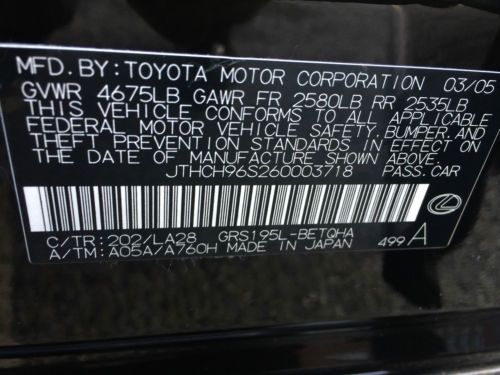 MFD. BY: TOYOTA MOTOR CORPORATION 03/05
GVWR 4675LB GAWR FR 2580LB RR 2535LB
THIS VEHICLE CONFORMS TO ALL APPLICABLE
FEDERAL MOTOR VEHICLE SAFETY, BUMPER, AND
THEFT PREVENTION STANDARDS IN EFFECT ON
THE DATE OF MANUFACTURE SHOWN ABOVE.
JTHCH96S260003718 PASS. CAR
C/TR: 202/LA28 GRS195L-BETQHA
A/TM: A05A/A760H MADE IN JAPAN 499 A